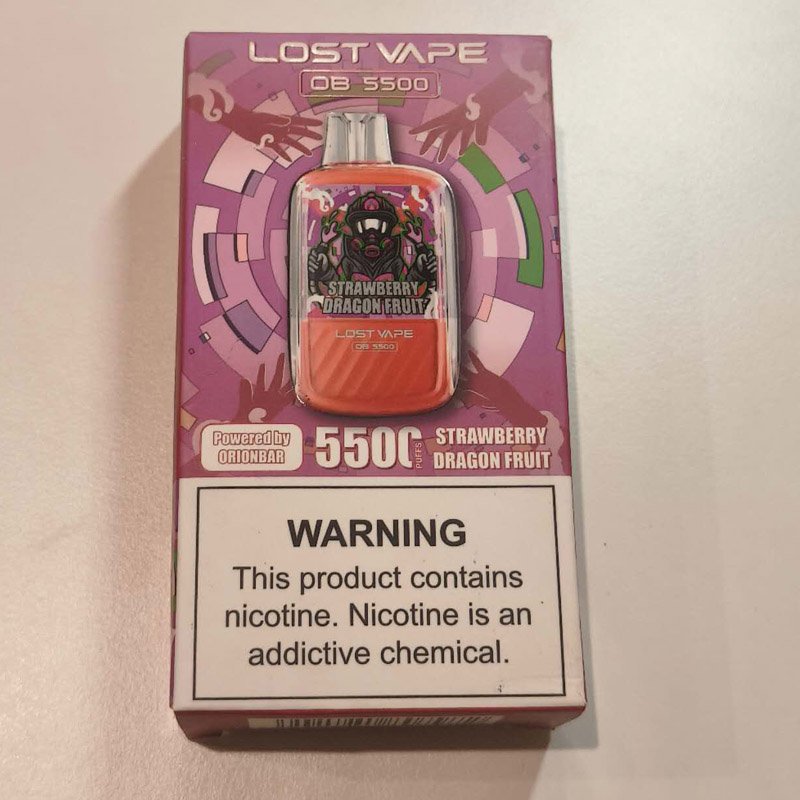 LOST VAPE
OB 5500
STRAWBERRY
DRAGON FRUIT
LOST VAPE
OB 5500
Powered by
ORIONBAR
5500 PUFFS
STRAWBERRY
DRAGON FRUIT
WARNING
This product contains
nicotine. Nicotine is an
addictive chemical.